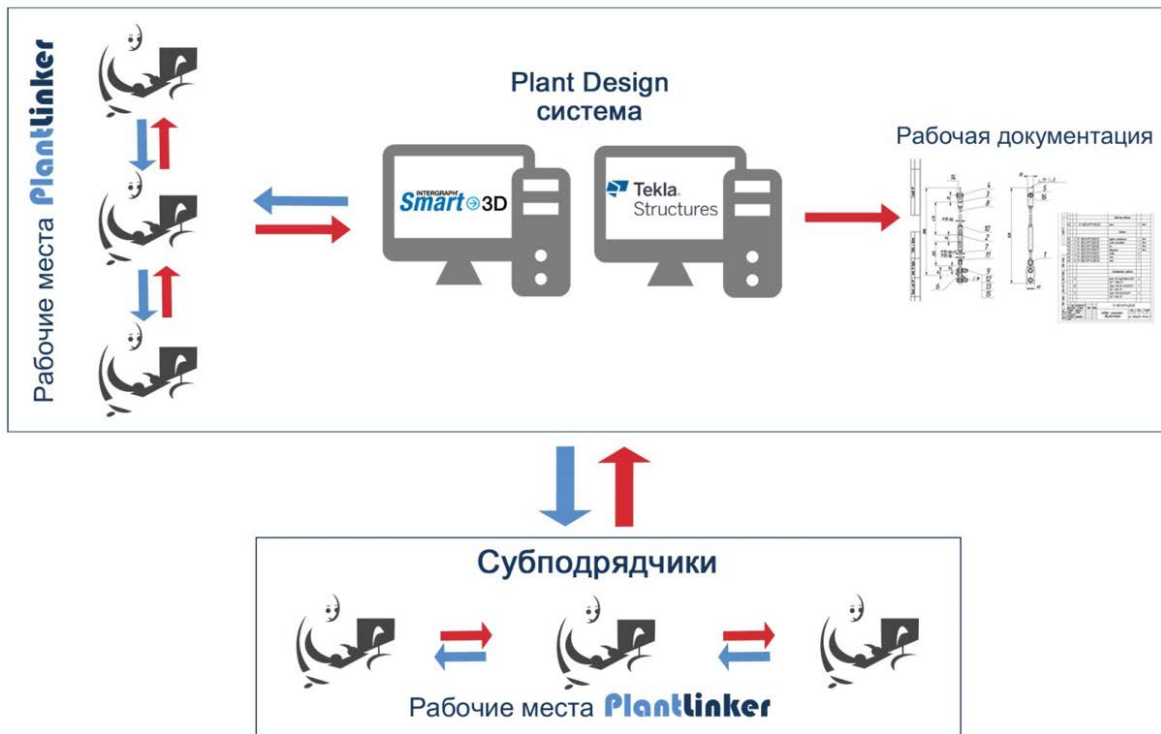 Рабочие места PlantLinker
Plant Design
система
INTERGRAPH
Smart 3D
Tekla
Structures
Рабочая документация
Субподрядчики
Рабочие места PlantLinker